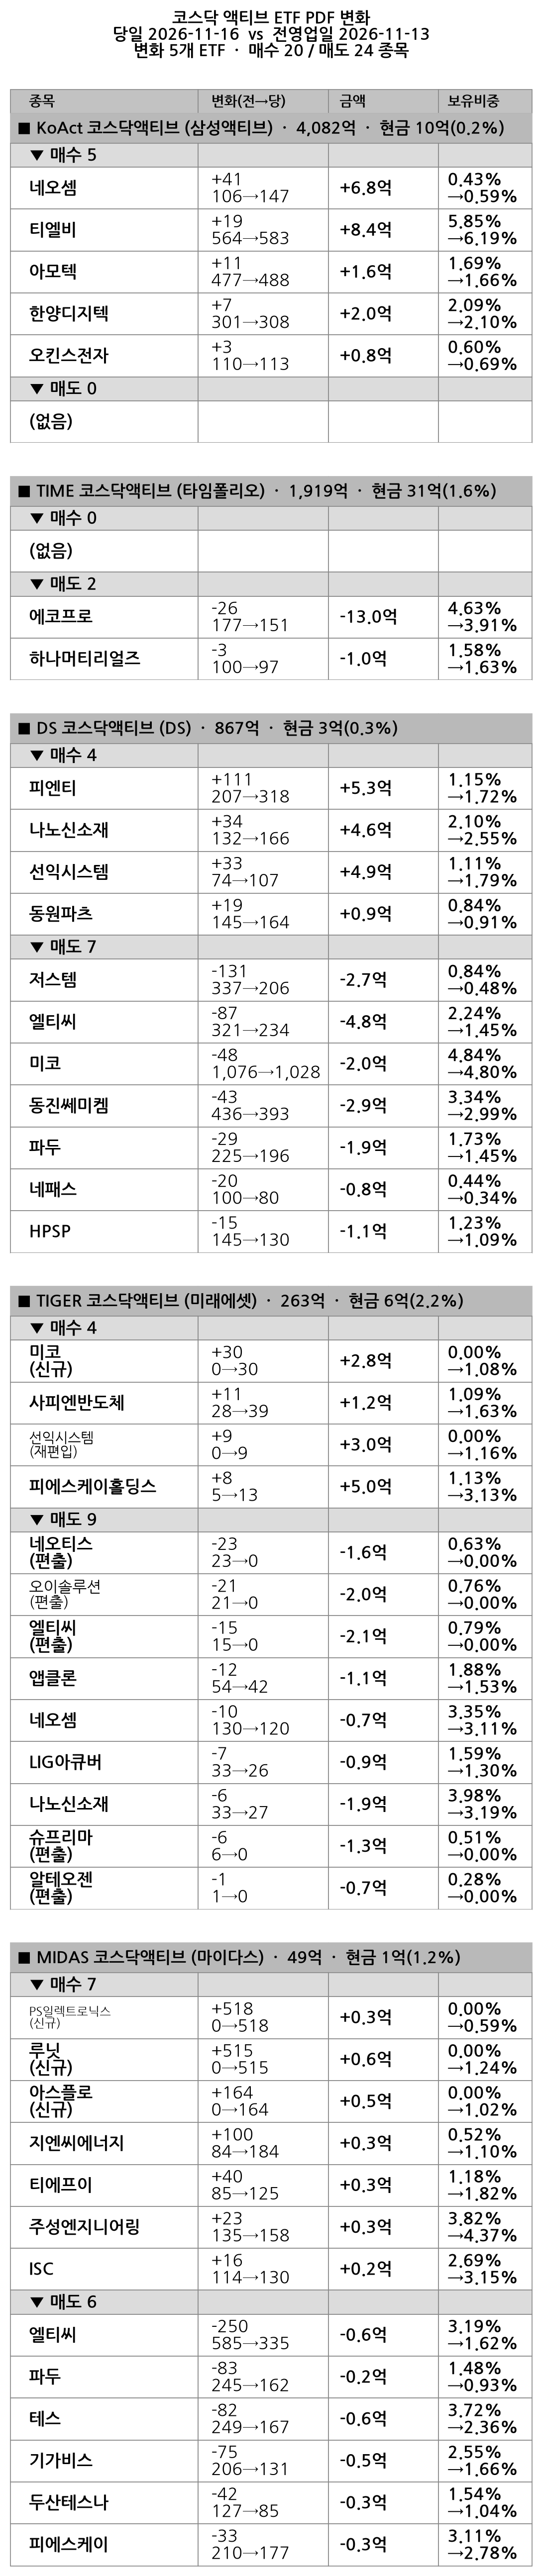 코스닥 액티브 ETF PDF 변화
당일 2026-11-16 vs 전영업일 2026-11-13
변화 5개 ETF · 매수 20 / 매도 24 종목
종목 변화(전→당) 금액 보유비중
■ KoAct 코스닥액티브 (삼성액티브) · 4,082억 · 현금 10억(0.2%)
▼ 매수 5
네오셈 +41 106→147 +6.8억 0.43% →0.59%
티엘비 +19 564→583 +8.4억 5.85% →6.19%
아모텍 +11 477→488 +1.6억 1.69% →1.66%
한양디지텍 +7 301→308 +2.0억 2.09% →2.10%
오킨스전자 +3 110→113 +0.8억 0.60% →0.69%
▼ 매도 0
(없음)
■ TIME 코스닥액티브 (타임폴리오) · 1,919억 · 현금 31억(1.6%)
▼ 매수 0
(없음)
▼ 매도 2
에코프로 -26 177→151 -13.0억 4.63% →3.91%
하나머티리얼즈 -3 100→97 -1.0억 1.58% →1.63%
■ DS 코스닥액티브 (DS) · 867억 · 현금 3억(0.3%)
▼ 매수 4
피엔티 +111 207→318 +5.3억 1.15% →1.72%
나노신소재 +34 132→166 +4.6억 2.10% →2.55%
선익시스템 +33 74→107 +4.9억 1.11% →1.79%
동원파츠 +19 145→164 +0.9억 0.84% →0.91%
▼ 매도 7
저스템 -131 337→206 -2.7억 0.84% →0.48%
엘티씨 -87 321→234 -4.8억 2.24% →1.45%
미코 -48 1,076→1,028 -2.0억 4.84% →4.80%
동진쎄미켐 -43 436→393 -2.9억 3.34% →2.99%
파두 -29 225→196 -1.9억 1.73% →1.45%
네패스 -20 100→80 -0.8억 0.44% →0.34%
HPSP -15 145→130 -1.1억 1.23% →1.09%
■ TIGER 코스닥액티브 (미래에셋) · 263억 · 현금 6억(2.2%)
▼ 매수 4
미코 (신규) +30 0→30 +2.8억 0.00% →1.08%
사피엔반도체 +11 28→39 +1.2억 1.09% →1.63%
선익시스템 (재편입) +9 0→9 +3.0억 0.00% →1.16%
피에스케이홀딩스 +8 5→13 +5.0억 1.13% →3.13%
▼ 매도 9
네오티스 (편출) -23 23→0 -1.6억 0.63% →0.00%
오이솔루션 (편출) -21 21→0 -2.0억 0.76% →0.00%
엘티씨 (편출) -15 15→0 -2.1억 0.79% →0.00%
앱클론 -12 54→42 -1.1억 1.88% →1.53%
네오셈 -10 130→120 -0.7억 3.35% →3.11%
LIG아큐버 -7 33→26 -0.9억 1.59% →1.30%
나노신소재 -6 33→27 -1.9억 3.98% →3.19%
슈프리마 (편출) -6 6→0 -1.3억 0.51% →0.00%
알테오젠 (편출) -1 1→0 -0.7억 0.28% →0.00%
■ MIDAS 코스닥액티브 (마이다스) · 49억 · 현금 1억(1.2%)
▼ 매수 7
PS일렉트로닉스 (신규) +518 0→518 +0.3억 0.00% →0.59%
루닛 (신규) +515 0→515 +0.6억 0.00% →1.24%
아스플로 (신규) +164 0→164 +0.5억 0.00% →1.02%
지엔씨에너지 +100 84→184 +0.3억 0.52% →1.10%
티에프이 +40 85→125 +0.3억 1.18% →1.82%
주성엔지니어링 +23 135→158 +0.3억 3.82% →4.37%
ISC +16 114→130 +0.2억 2.69% →3.15%
▼ 매도 6
엘티씨 -250 585→335 -0.6억 3.19% →1.62%
파두 -83 245→162 -0.2억 1.48% →0.93%
테스 -82 249→167 -0.6억 3.72% →2.36%
기가비스 -75 206→131 -0.5억 2.55% →1.66%
두산테스나 -42 127→85 -0.3억 1.54% →1.04%
피에스케이 -33 210→177 -0.3억 3.11% →2.78%